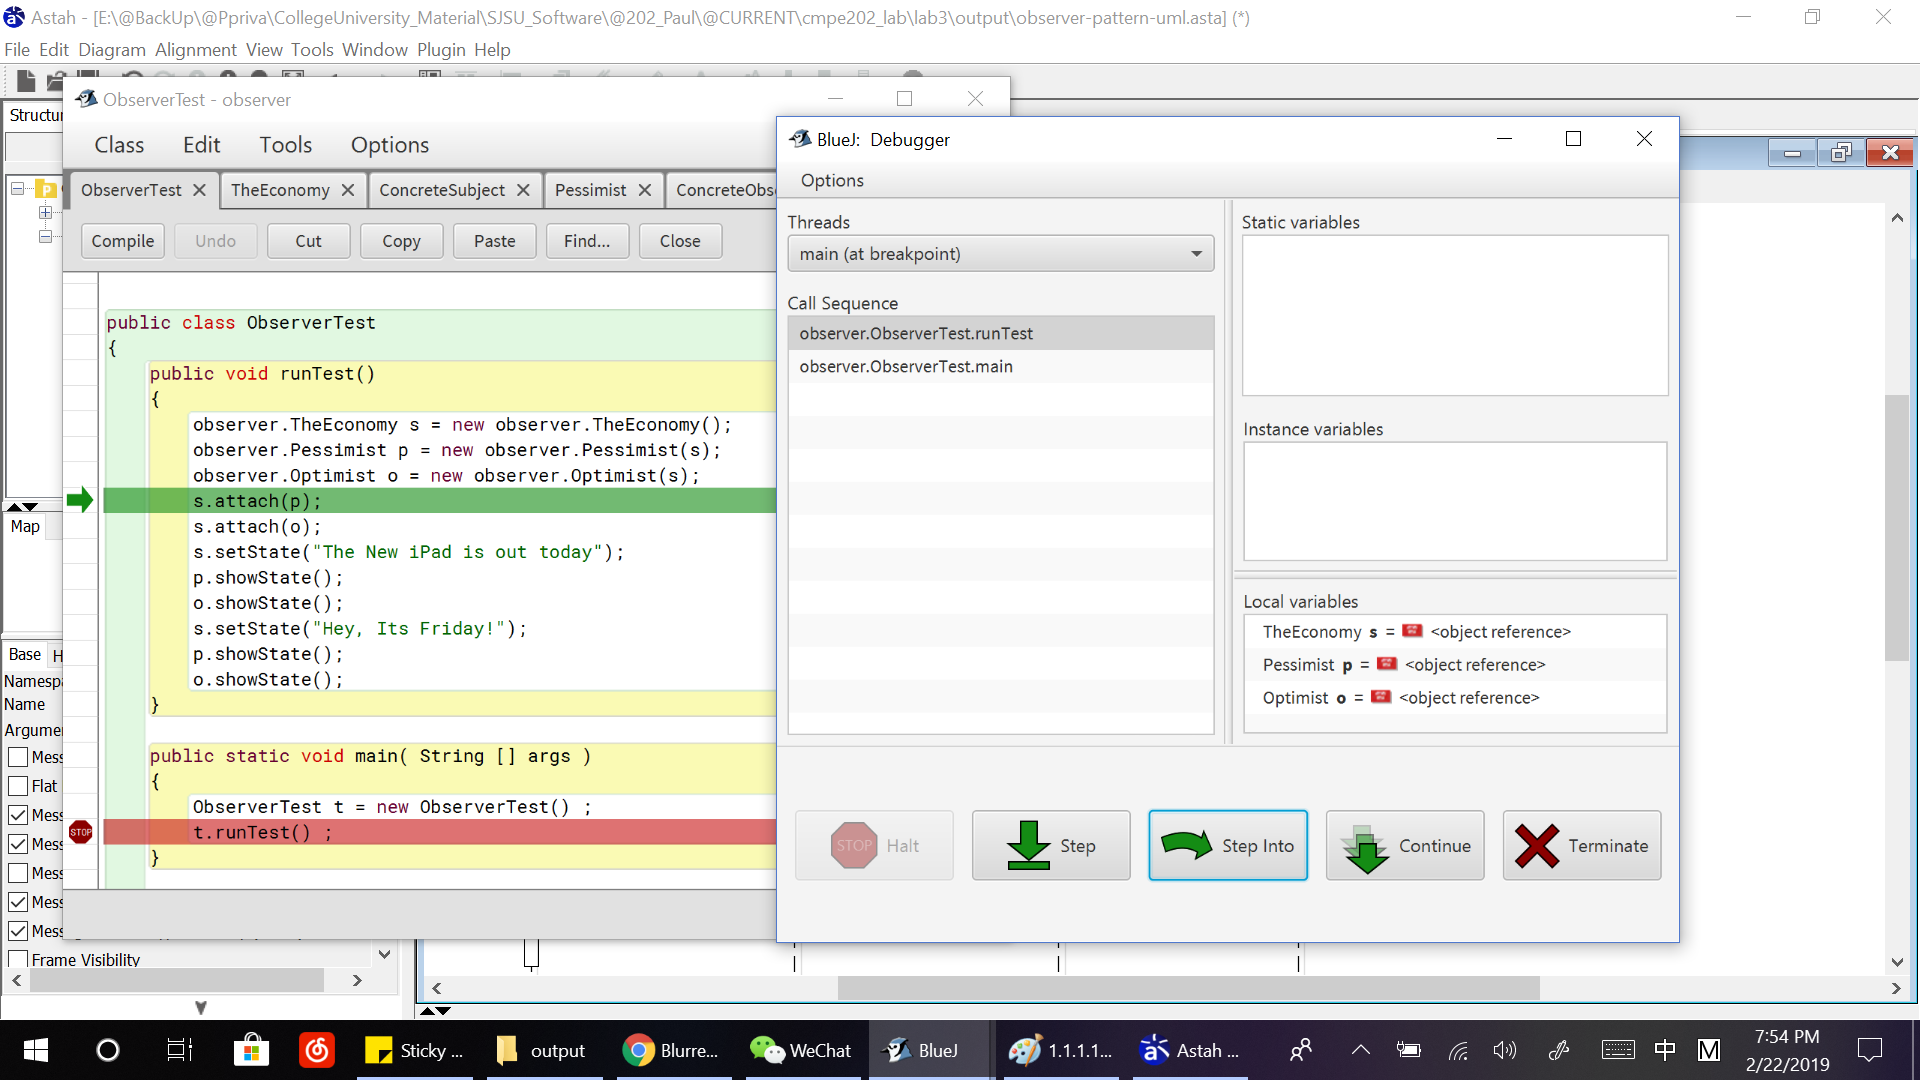 Astah - [E:\@BackUp\@Ppriva\CollegeUniversity_Material\SJSU_Software\@202_Paul\@CURRENT\cmpe202_lab\lab3\output\observer-pattern-uml.asta] (*)
File Edit Diagram Alignment View Tools Window Plugin Help
ObserverTest - observer
Class Edit Tools Options
ObserverTest TheEconomy ConcreteSubject Pessimist ConcreteObs
Compile Undo Cut Copy Paste Find... Close
public class ObserverTest
{
public void runTest()
{
observer.TheEconomy s = new observer.TheEconomy();
observer.Pessimist p = new observer.Pessimist(s);
observer.Optimist o = new observer.Optimist(s);
s.attach(p);
s.attach(o);
s.setState("The New iPad is out today");
p.showState();
o.showState();
s.setState("Hey, Its Friday!");
p.showState();
o.showState();
}
public static void main( String [] args )
{
ObserverTest t = new ObserverTest() ;
STOP t.runTest() ;
}
Structu
Map
Base H
Namesp
Name
Argume
Mess
Flat
Mess
Mess
Mess
Mess
Mess
Frame Visibility
BlueJ: Debugger
Options
Threads
main (at breakpoint)
Call Sequence
observer.ObserverTest.runTest
observer.ObserverTest.main
Static variables
Instance variables
Local variables
TheEconomy s = <object reference>
Pessimist p = <object reference>
Optimist o = <object reference>
STOP Halt Step Step Into Continue Terminate
Sticky ... output Blurre... WeChat BlueJ 1.1.1.1... Astah ... 中 M
7:54 PM
2/22/2019